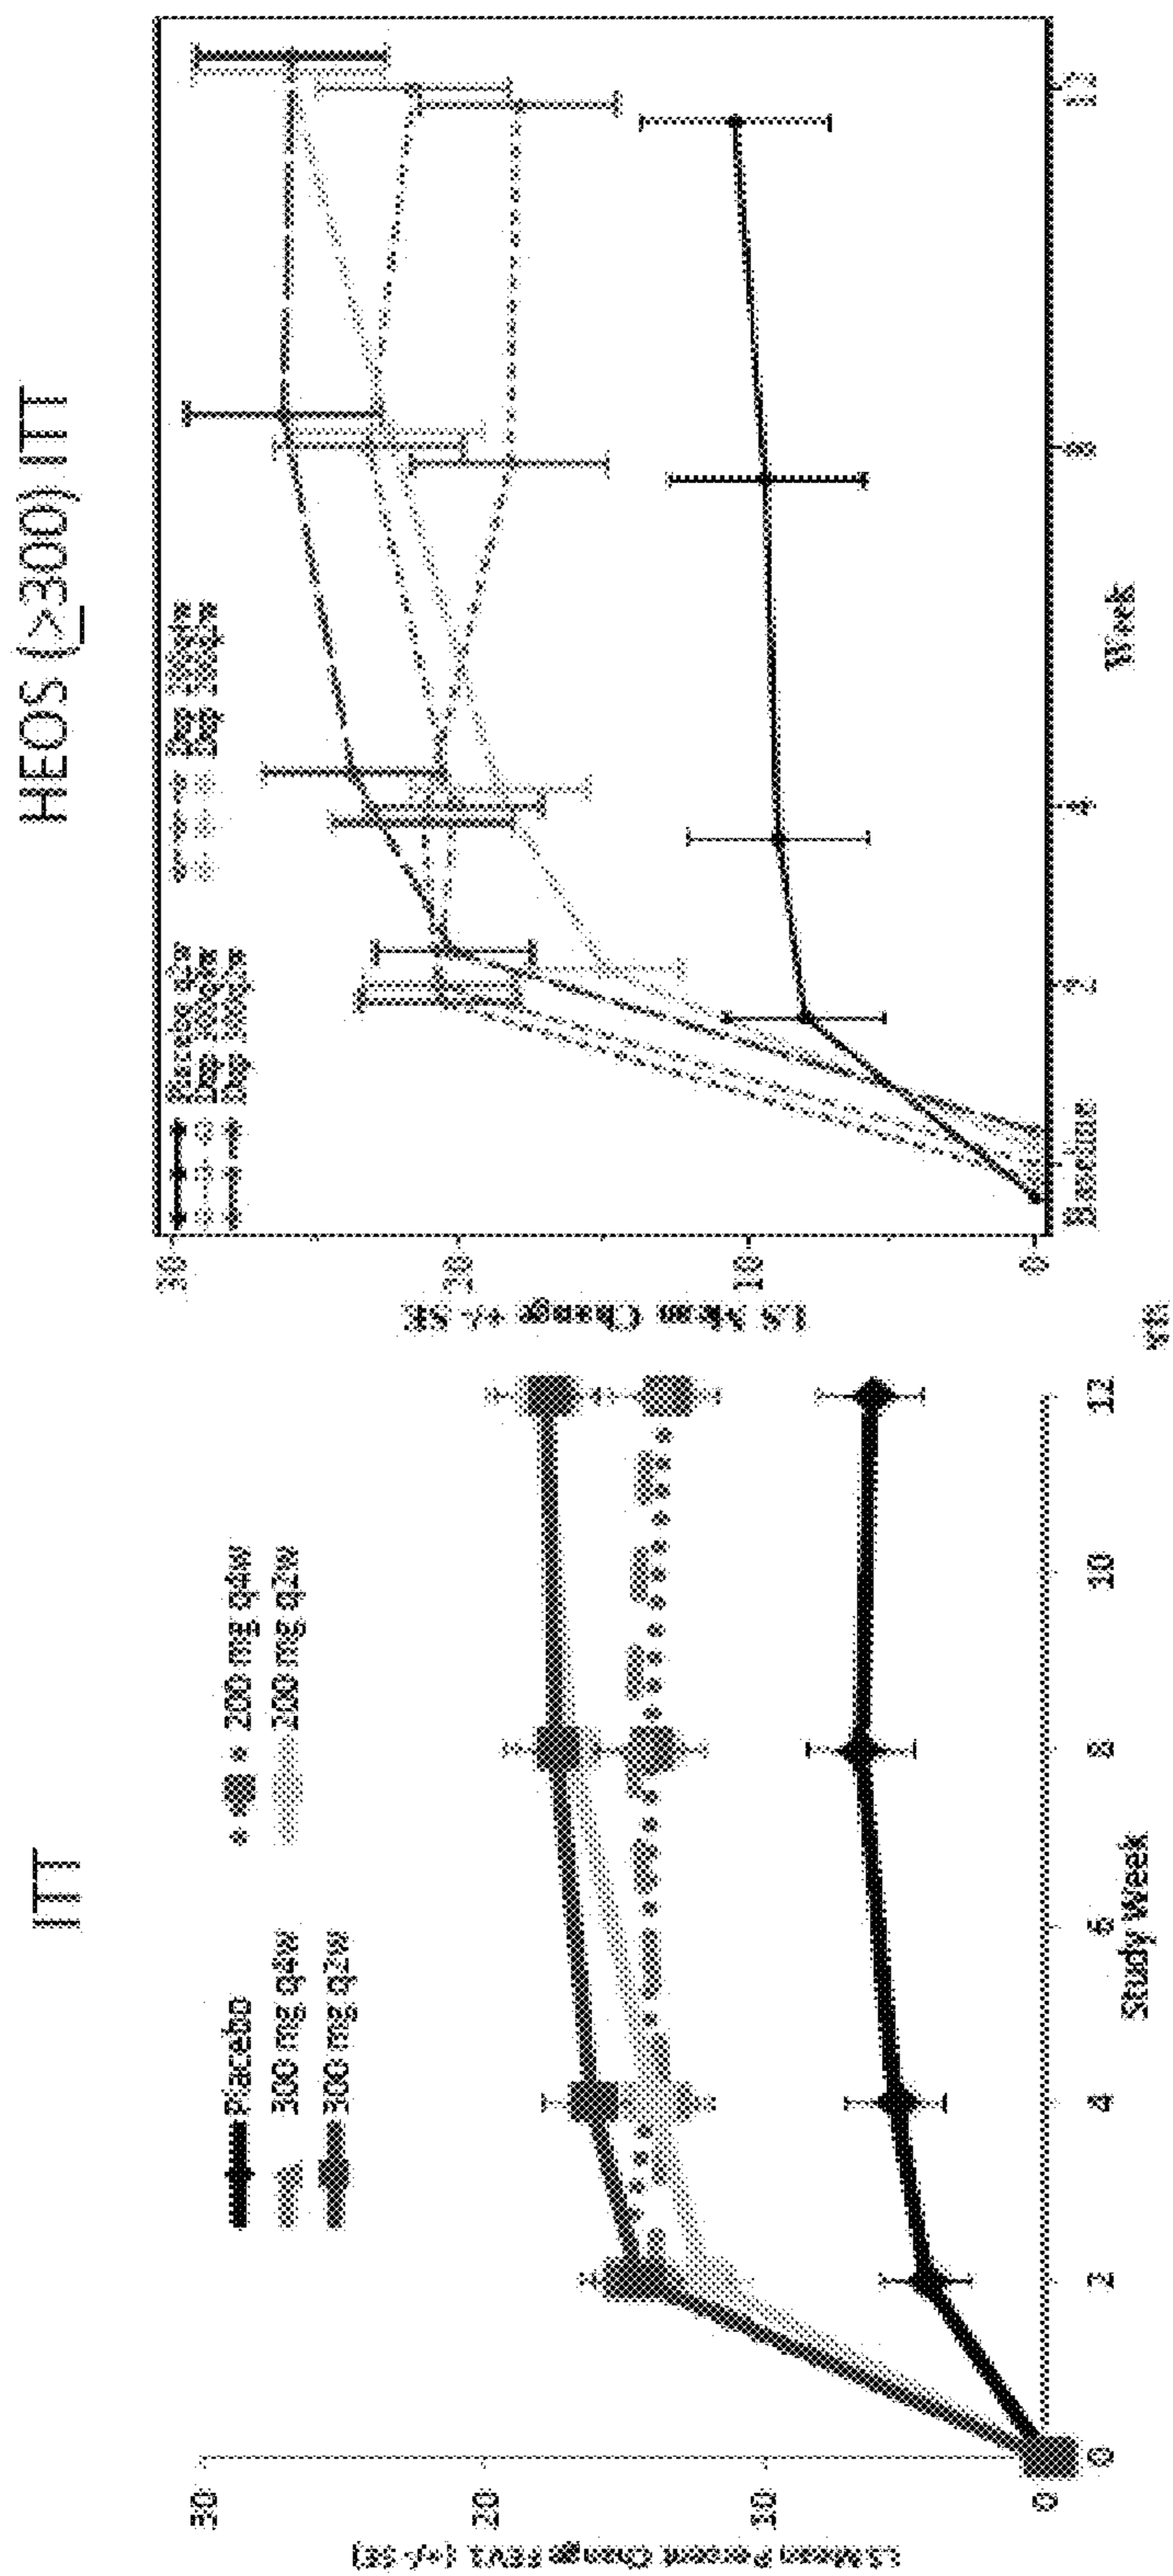 ITT
Placebo
300 mg q4w
300 mg q2w
200 mg q4w
200 mg q2w
30
20
10
0
LS Mean Percent Change FEV1 (+/- SE)
0
2
4
6
8
10
12
Study Week
HEOS (≥300) ITT
Placebo q2w
30
20
10
0
LS Mean Change +/- SE
Baseline
2
4
8
12
Week